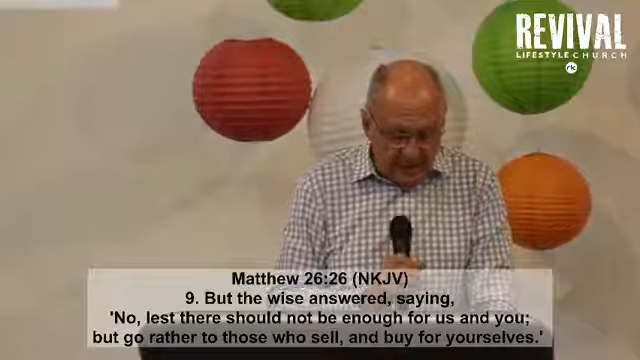 REVIVAL
LIFESTYLE CHURCH
rk
Matthew 26:26 (NKJV)
9. But the wise answered, saying,
'No, lest there should not be enough for us and you;
but go rather to those who sell, and buy for yourselves.'